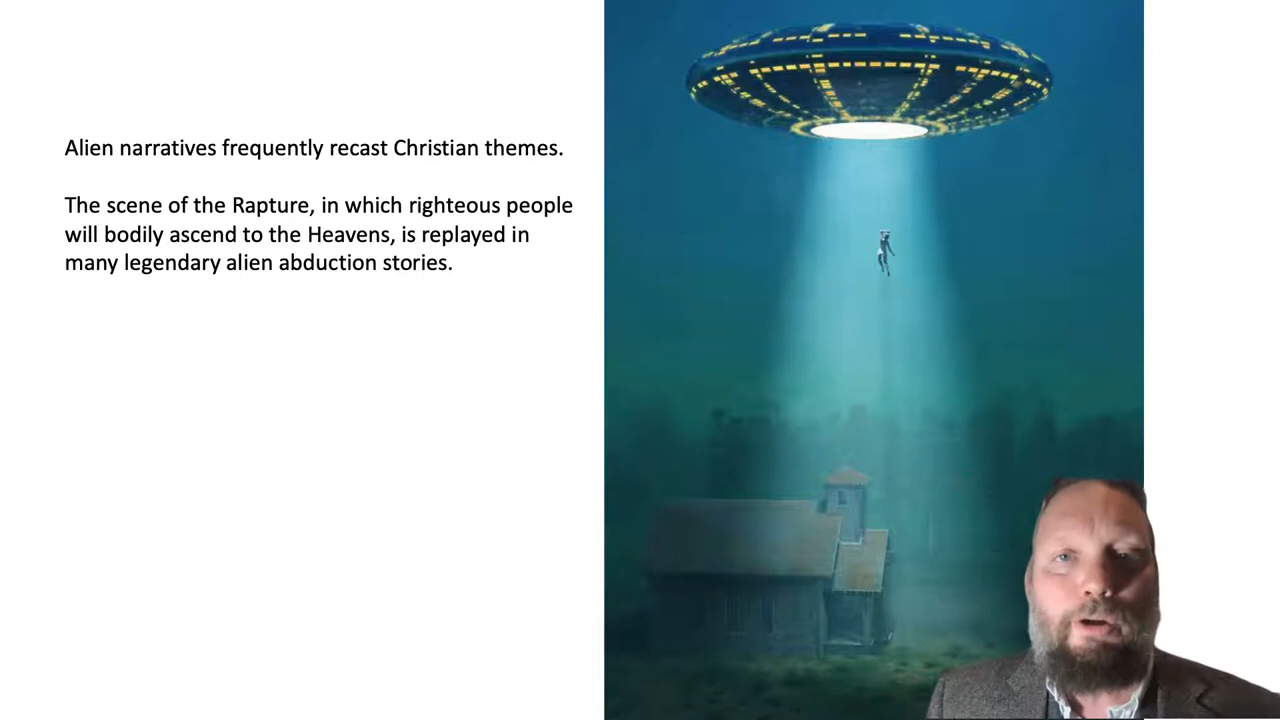 Alien narratives frequently recast Christian themes.
The scene of the Rapture, in which righteous people
will bodily ascend to the Heavens, is replayed in
many legendary alien abduction stories.